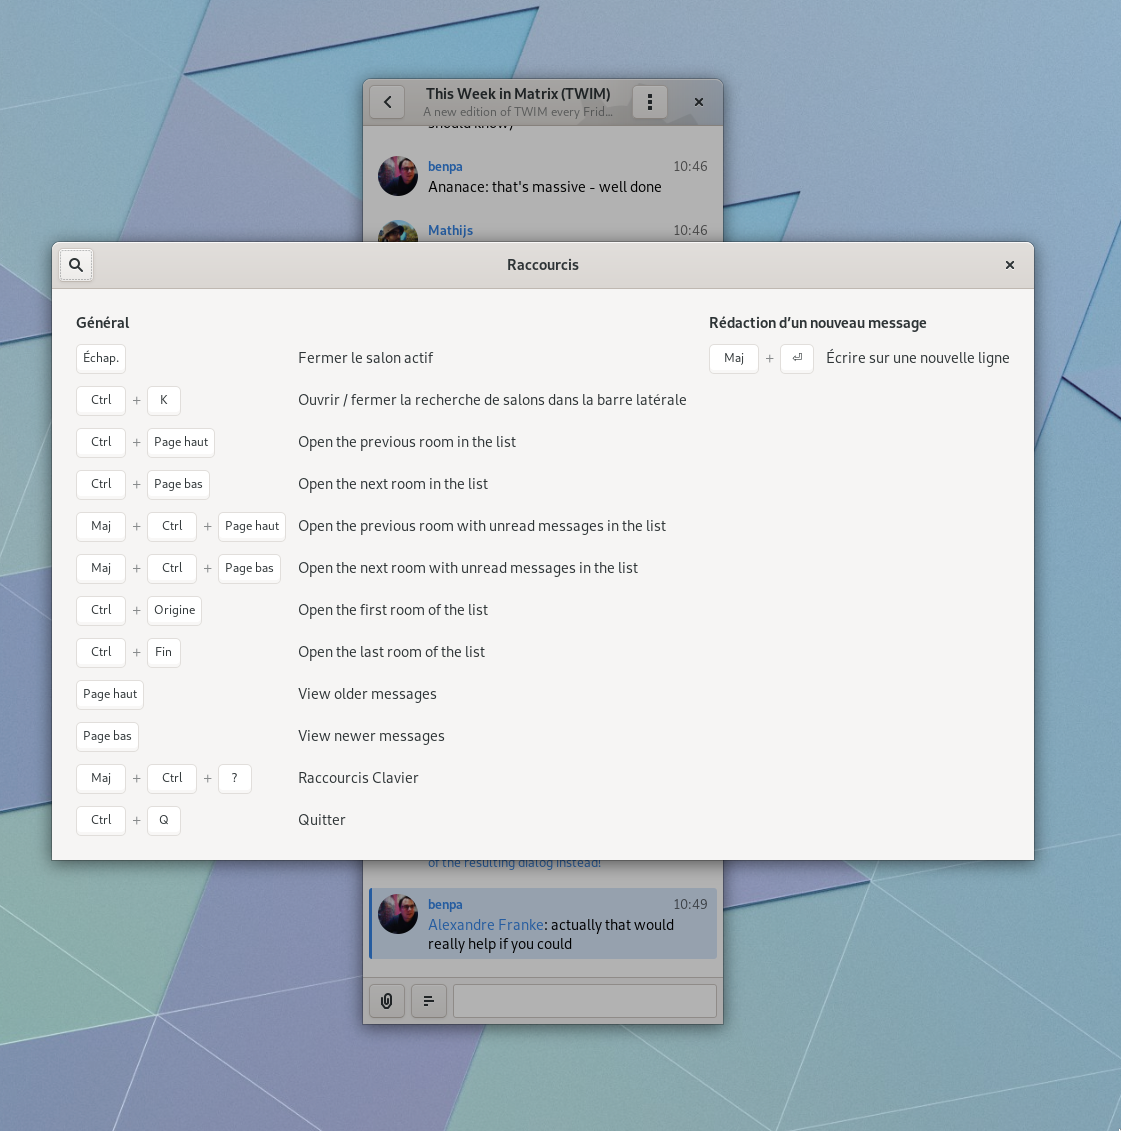 This Week in Matrix (TWIM)
A new edition of TWIM every Frid…
should know)
benpa 10:46
Ananace: that's massive - well done
Mathijs 10:46
Raccourcis
Général
Échap. Fermer le salon actif
Ctrl + K Ouvrir / fermer la recherche de salons dans la barre latérale
Ctrl + Page haut Open the previous room in the list
Ctrl + Page bas Open the next room in the list
Maj + Ctrl + Page haut Open the previous room with unread messages in the list
Maj + Ctrl + Page bas Open the next room with unread messages in the list
Ctrl + Origine Open the first room of the list
Ctrl + Fin Open the last room of the list
Page haut View older messages
Page bas View newer messages
Maj + Ctrl + ? Raccourcis Clavier
Ctrl + Q Quitter
Rédaction d’un nouveau message
Maj + ⏎ Écrire sur une nouvelle ligne
of the resulting dialog instead!
benpa 10:49
Alexandre Franke: actually that would
really help if you could